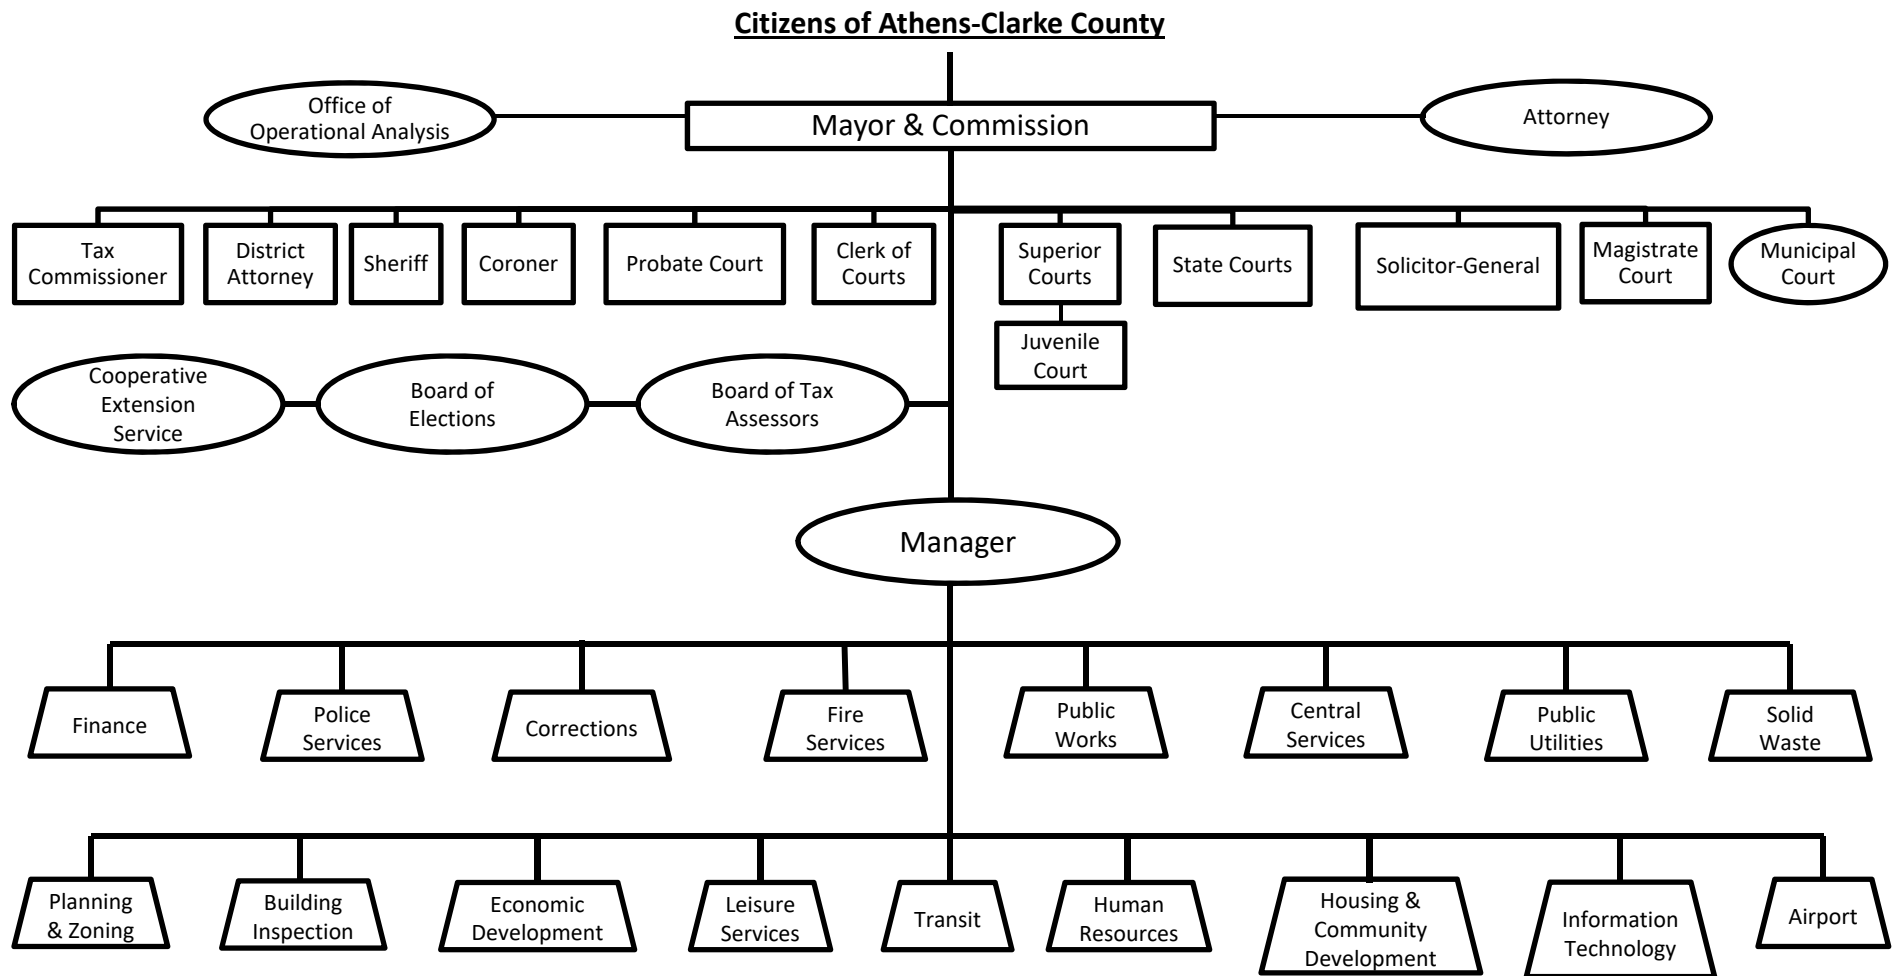 Citizens of Athens-Clarke County
Office of
Operational Analysis
Mayor & Commission
Attorney
Tax
Commissioner
District
Attorney
Sheriff
Coroner
Probate Court
Clerk of
Courts
Superior
Courts
State Courts
Solicitor-General
Magistrate
Court
Municipal
Court
Juvenile
Court
Cooperative
Extension
Service
Board of
Elections
Board of Tax
Assessors
Manager
Finance
Police
Services
Corrections
Fire
Services
Public
Works
Central
Services
Public
Utilities
Solid
Waste
Planning
& Zoning
Building
Inspection
Economic
Development
Leisure
Services
Transit
Human
Resources
Housing &
Community
Development
Information
Technology
Airport